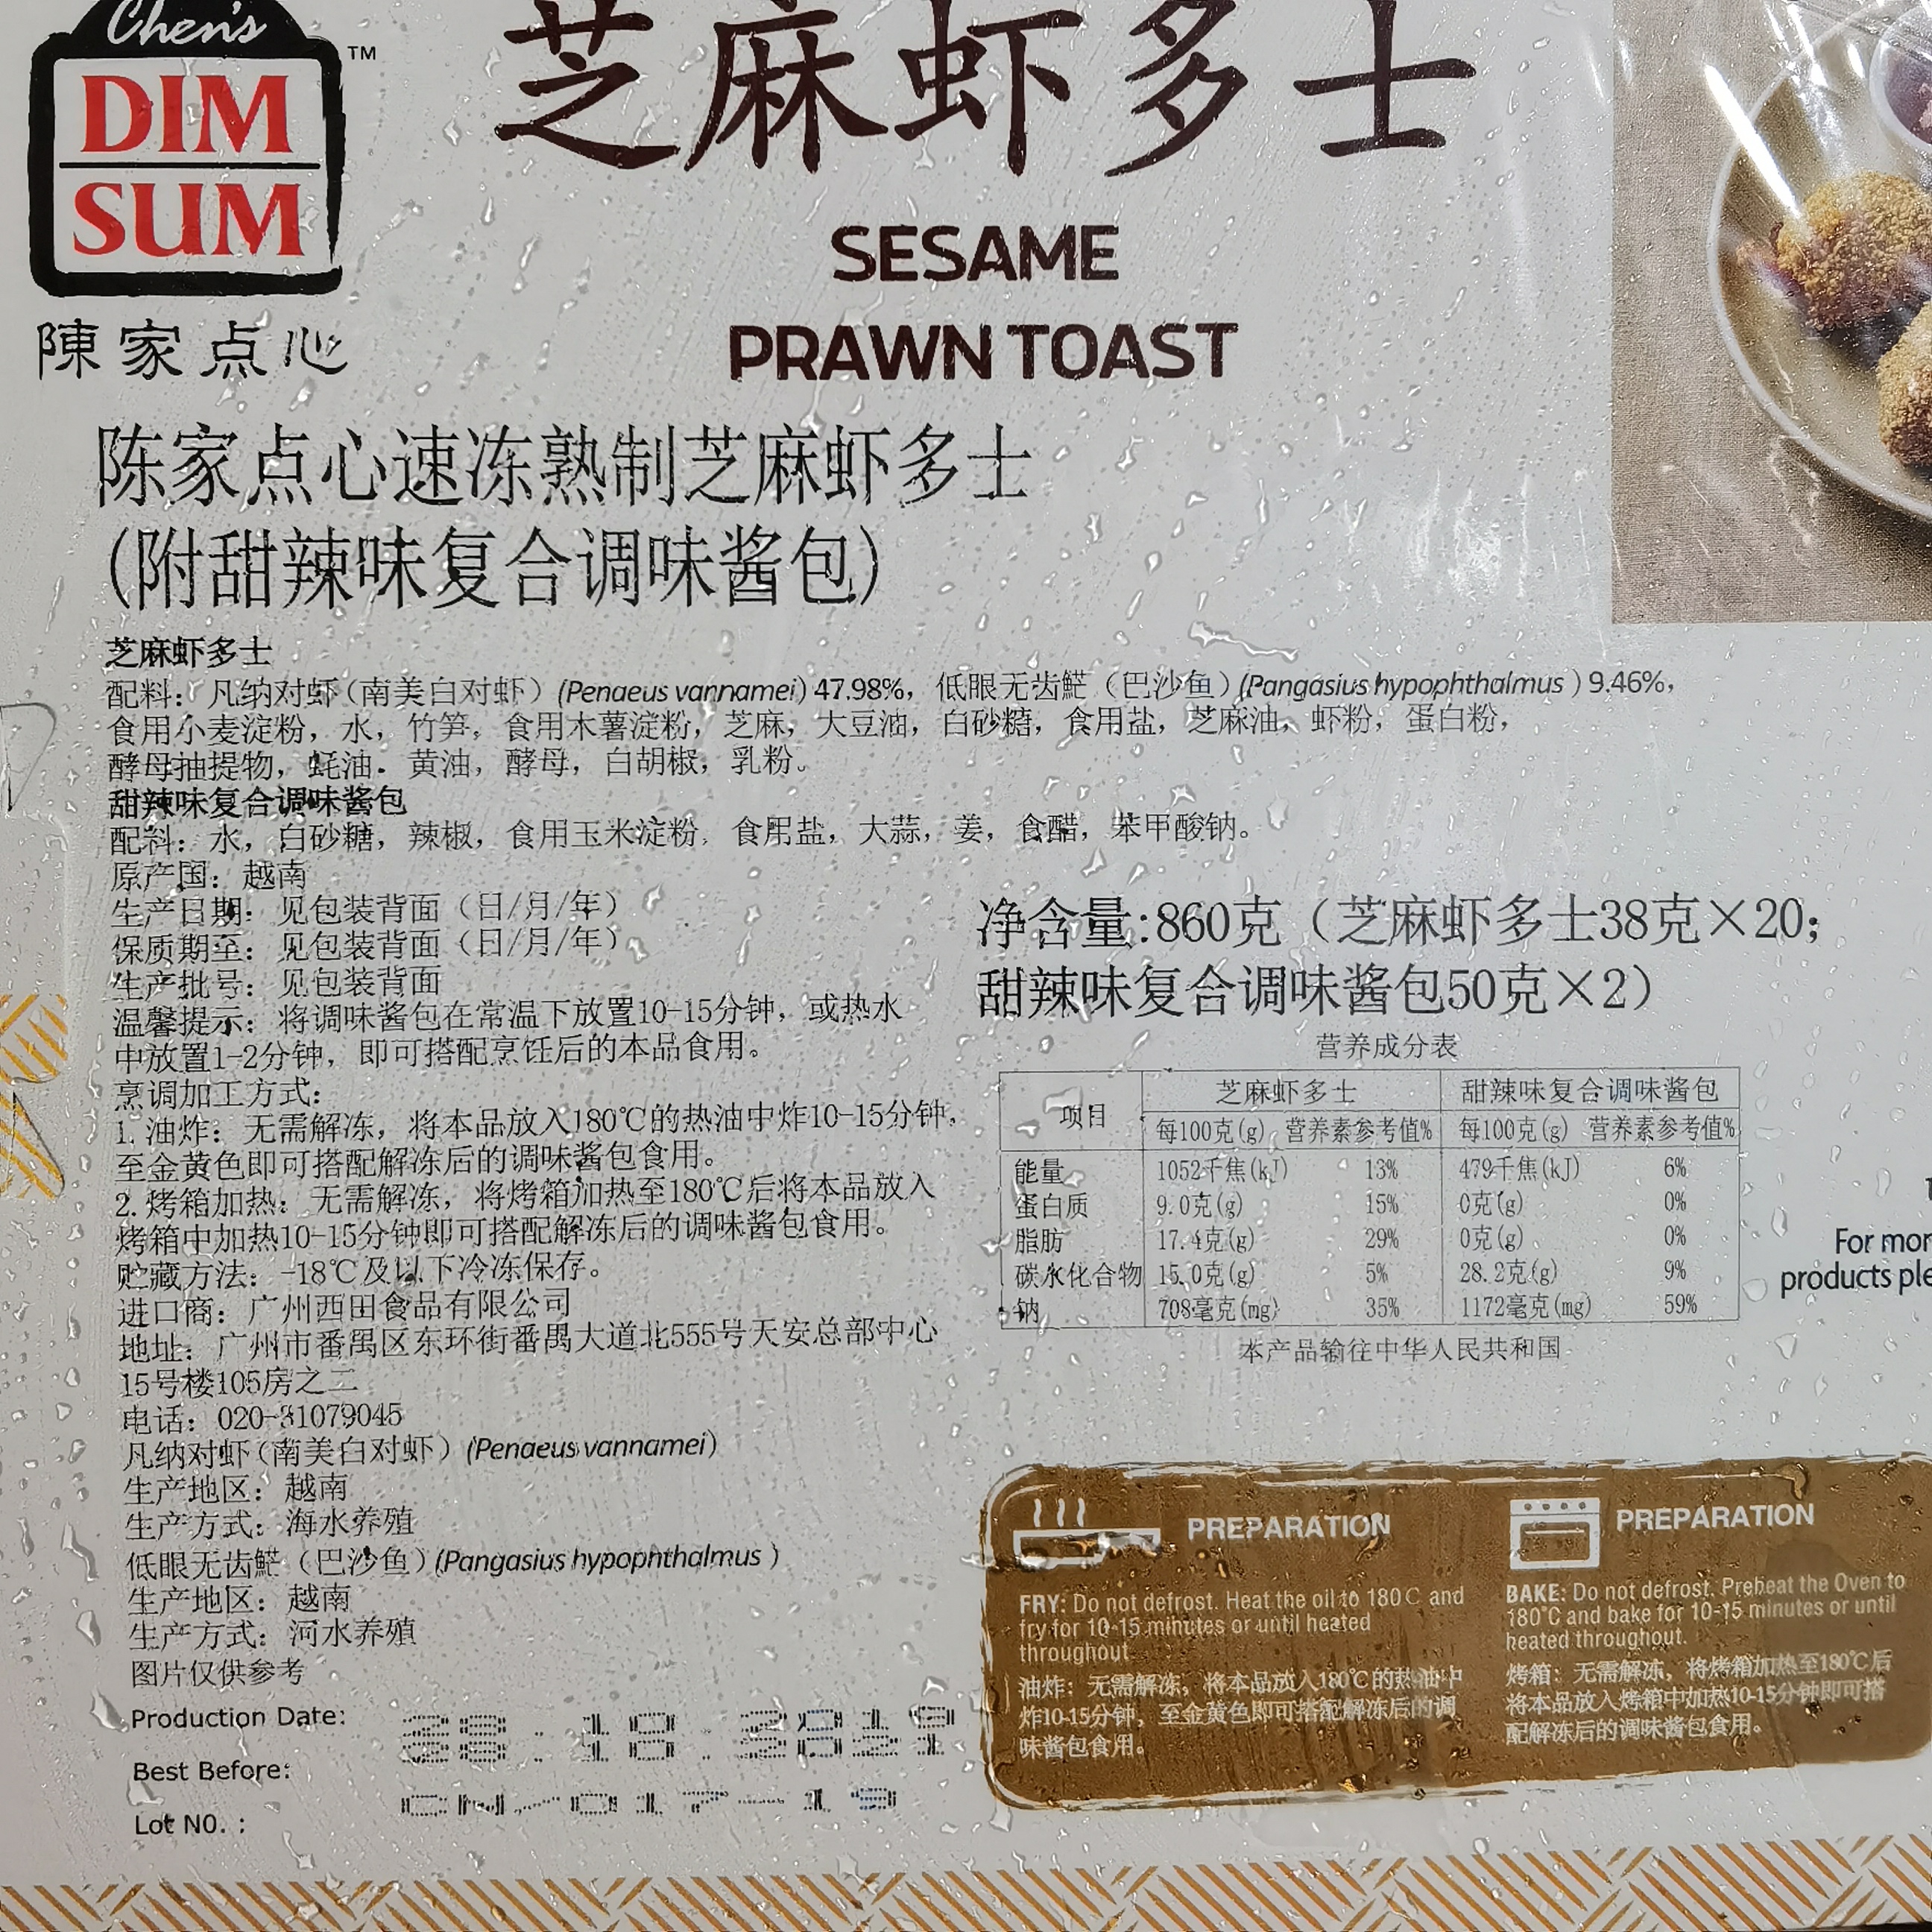 Chen's
DIM
SUM
TM
陳家点心
芝麻虾多士
SESAME
PRAWN TOAST
陈家点心速冻熟制芝麻虾多士
(附甜辣味复合调味酱包)
芝麻虾多士
配料：凡纳对虾（南美白对虾）(Penaeus vannamei) 47.98%，低眼无齿𩷶（巴沙鱼）(Pangasius hypophthalmus ) 9.46%，
食用小麦淀粉，水，竹笋，食用木薯淀粉，芝麻，大豆油，白砂糖，食用盐，芝麻油，虾粉，蛋白粉，
酵母抽提物，蚝油．黄油，酵母，白胡椒，乳粉。
甜辣味复合调味酱包
配料：水，白砂糖，辣椒，食用玉米淀粉，食用盐，大蒜，姜，食醋，苯甲酸钠。
原产国：越南
生产日期：见包装背面（日/月/年）
保质期至：见包装背面（日/月/年）
生产批号：见包装背面
温馨提示：将调味酱包在常温下放置10-15分钟，或热水
中放置1-2分钟，即可搭配烹饪后的本品食用。
烹调加工方式：
1. 油炸：无需解冻，将本品放入180℃的热油中炸10-15分钟，
至金黄色即可搭配解冻后的调味酱包食用。
2. 烤箱加热：无需解冻，将烤箱加热至180℃后将本品放入
烤箱中加热10-15分钟即可搭配解冻后的调味酱包食用。
贮藏方法：-18℃及以下冷冻保存。
进口商：广州西田食品有限公司
地址：广州市番禺区东环街番禺大道北555号天安总部中心
15号楼105房之二
电话：020-31079045
凡纳对虾（南美白对虾）(Penaeus vannamei)
生产地区：越南
生产方式：海水养殖
低眼无齿𩷶（巴沙鱼）(Pangasius hypophthalmus )
生产地区：越南
生产方式：河水养殖
图片仅供参考
Production Date:
Best Before:
Lot NO. :
CM/017-19
净含量:860克（芝麻虾多士38克×20;
甜辣味复合调味酱包50克×2）
营养成分表
项目 芝麻虾多士 甜辣味复合调味酱包
每100克(g) 营养素参考值% 每100克(g) 营养素参考值%
能量 1052千焦(kJ) 13% 479千焦(kJ) 6%
蛋白质 9.0克(g) 15% 0克(g) 0%
脂肪 17.4克(g) 29% 0克(g) 0%
碳水化合物 15.0克(g) 5% 28.2克(g) 9%
钠 708毫克(mg) 35% 1172毫克(mg) 59%
本产品输往中华人民共和国
For mor
products ple
PREPARATION
FRY: Do not defrost. Heat the oil to 180 C and
fry for 10-15 minutes or until heated
throughout
油炸：无需解冻，将本品放入180℃的热油中
炸10-15分钟，至金黄色即可搭配解冻后的调
味酱包食用。
PREPARATION
BAKE: Do not defrost. Preheat the Oven to
180°C and bake for 10-15 minutes or until
heated throughout.
烤箱：无需解冻，将烤箱加热至180℃后
将本品放入烤箱中加热10-15分钟即可搭
配解冻后的调味酱包食用。